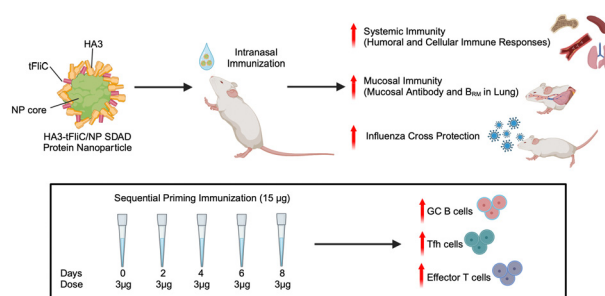 HA3
tFliC
NP core
HA3-tFliC/NP SDAD
Protein Nanoparticle
Intranasal
Immunization
Systemic Immunity
(Humoral and Cellular Immune Responses)
Mucosal Immunity
(Mucosal Antibody and BRM in Lung)
Influenza Cross Protection
Sequential Priming Immunization (15 μg)
Days 0 2 4 6 8
Dose 3μg 3μg 3μg 3μg 3μg
GC B cells
Tfh cells
Effector T cells